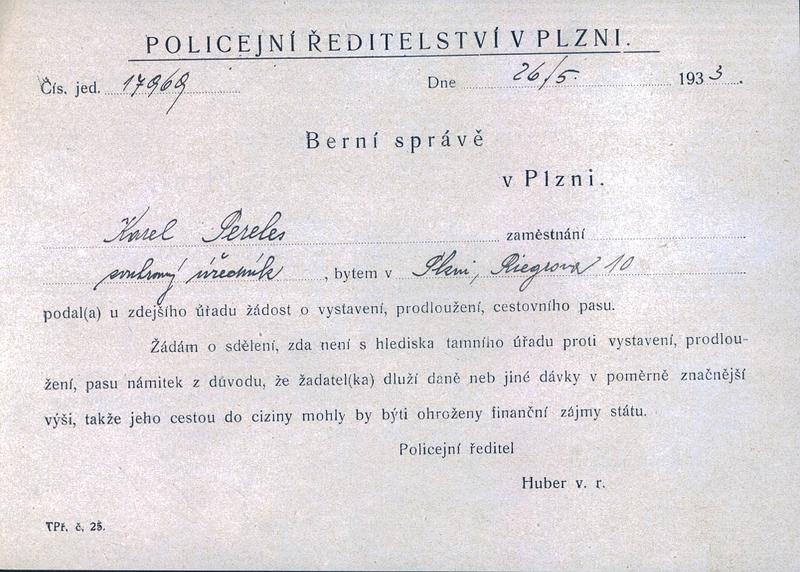 POLICEJNÍ ŘEDITELSTVÍ V PLZNI.
Čís. jed. 17969 Dne 26/5. 1933.
Berní správě
v Plzni.
Karel Pereles zaměstnání
soukromý úředník, bytem v Plzni, Riegrova 10
podal(a) u zdejšího úřadu žádost o vystavení, prodloužení, cestovního pasu.
Žádám o sdělení, zda není s hlediska tamního úřadu proti vystavení, prodlou-
žení, pasu námitek z důvodu, že žadatel(ka) dluží daně neb jiné dávky v poměrně značnější
výši, takže jeho cestou do ciziny mohly by býti ohroženy finanční zájmy státu.
Policejní ředitel
Huber v. r.
TPř. č. 25.